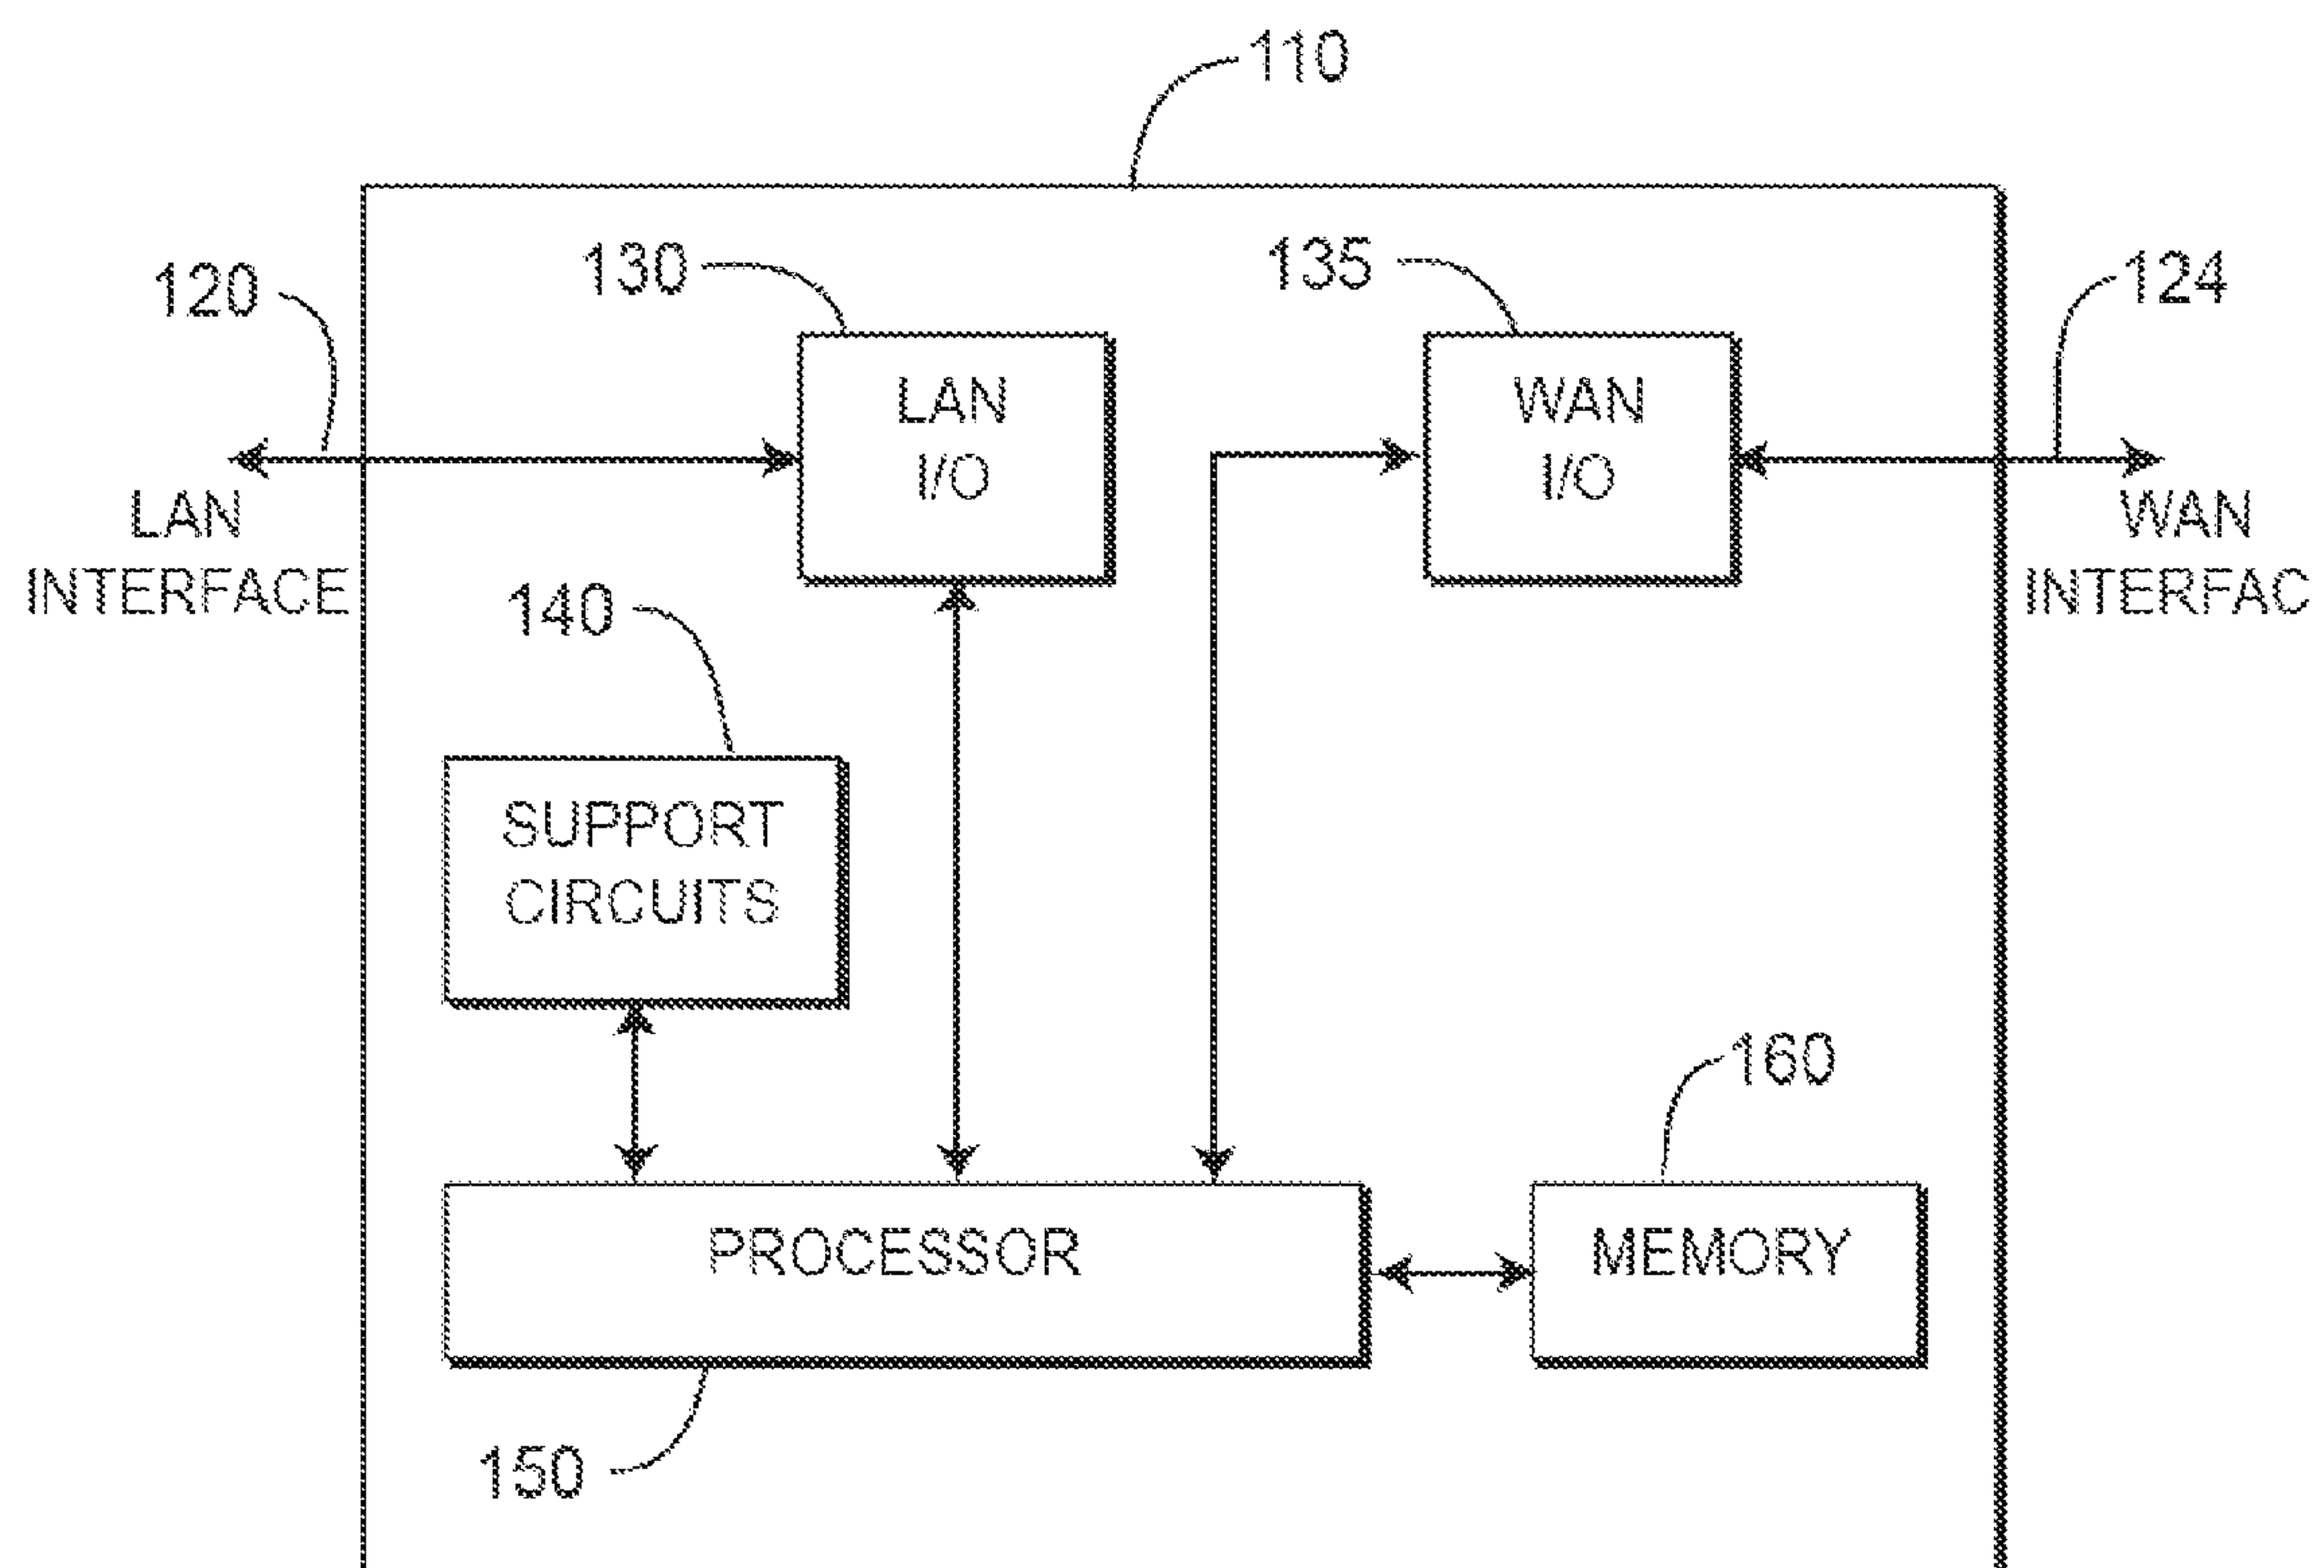 110
130
135
120
124
LAN
I/O
WAN
I/O
LAN
INTERFACE
WAN
INTERFAC
140
SUPPORT
CIRCUITS
160
PROCESSOR
MEMORY
150